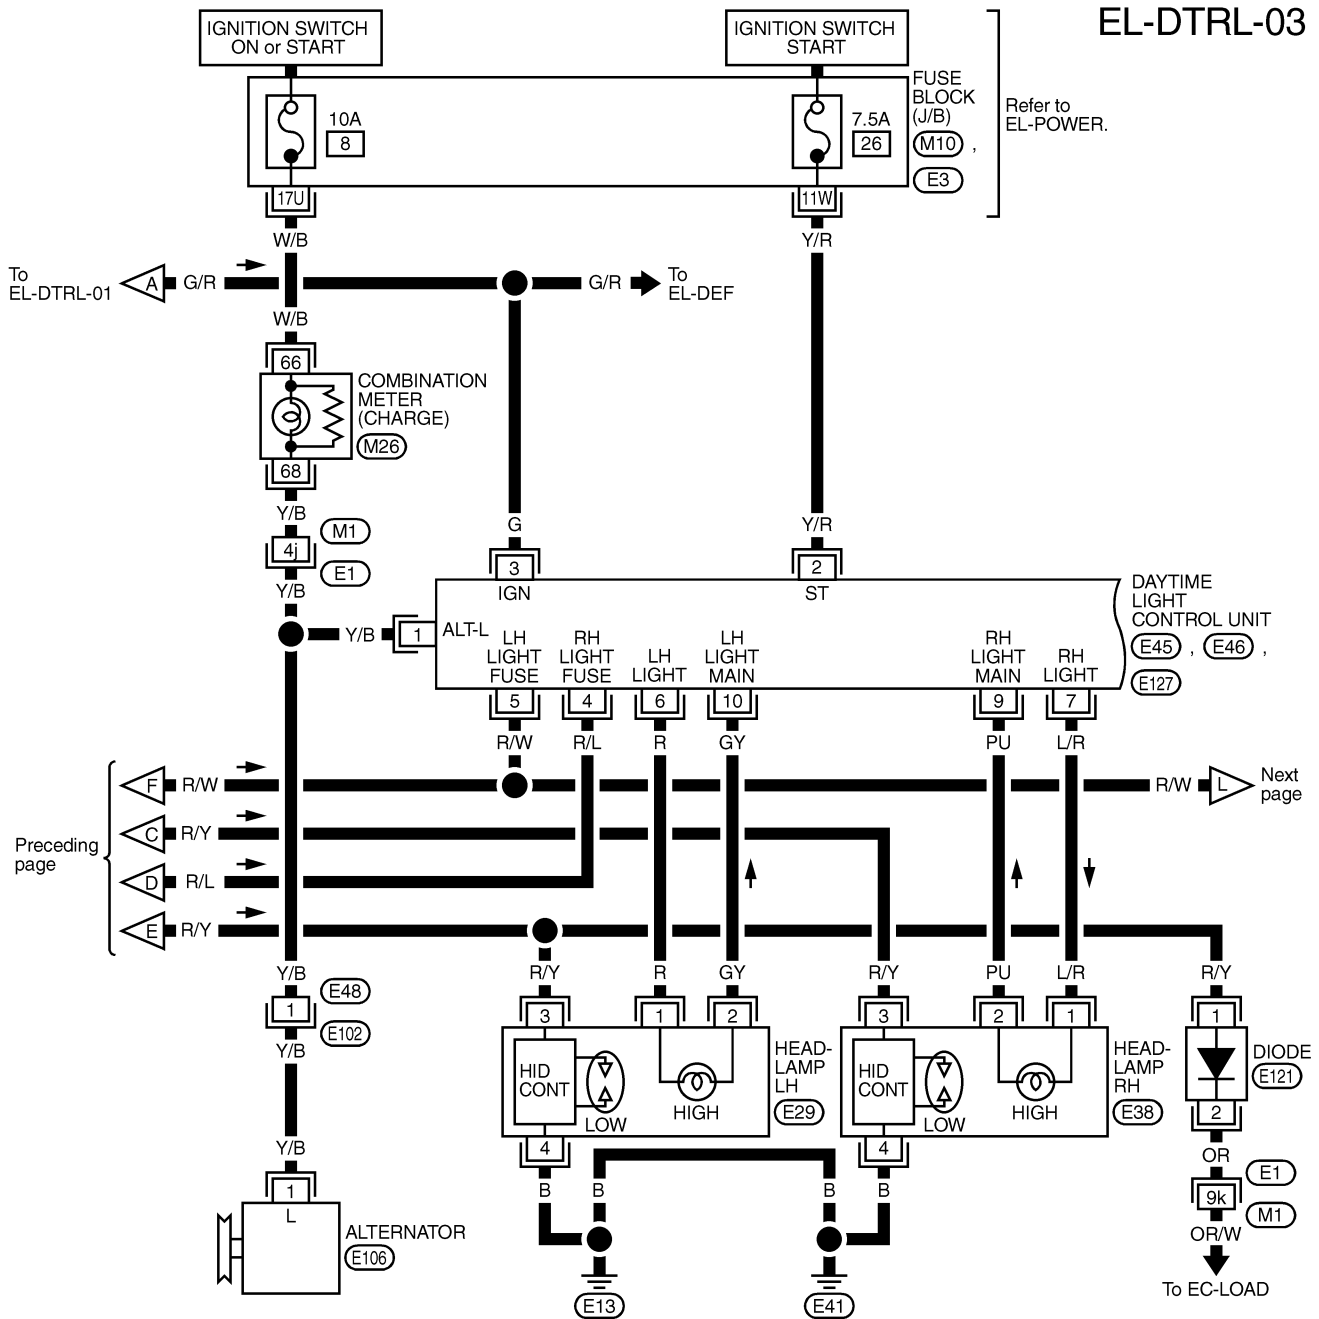 EL-DTRL-03
IGNITION SWITCH
ON or START
IGNITION SWITCH
START
10A
8
7.5A
26
FUSE
BLOCK
(J/B)
M10 ,
E3
Refer to
EL-POWER.
17U
11W
W/B
Y/R
To
EL-DTRL-01
A
G/R
G/R
To
EL-DEF
W/B
66
COMBINATION
METER
(CHARGE)
M26
68
Y/B
G
Y/R
M1
4j
E1
Y/B
3
IGN
2
ST
DAYTIME
LIGHT
CONTROL UNIT
E45 , E46 ,
E127
Y/B
1
ALT-L
LH
LIGHT
FUSE
RH
LIGHT
FUSE
LH
LIGHT
LH
LIGHT
MAIN
RH
LIGHT
MAIN
RH
LIGHT
5
4
6
10
9
7
R/W
R/L
R
GY
PU
L/R
Preceding
page
F
R/W
R/W
L
Next
page
C
R/Y
D
R/L
E
R/Y
Y/B
R/Y
R
GY
R/Y
PU
L/R
R/Y
E48
1
E102
Y/B
3
1
2
3
2
1
1
HID
CONT
LOW
HIGH
HEAD-
LAMP
LH
E29
HID
CONT
LOW
HIGH
HEAD-
LAMP
RH
E38
DIODE
E121
2
4
4
Y/B
OR
E1
9k
M1
OR/W
To EC-LOAD
B
B
B
B
1
L
ALTERNATOR
E106
E13
E41